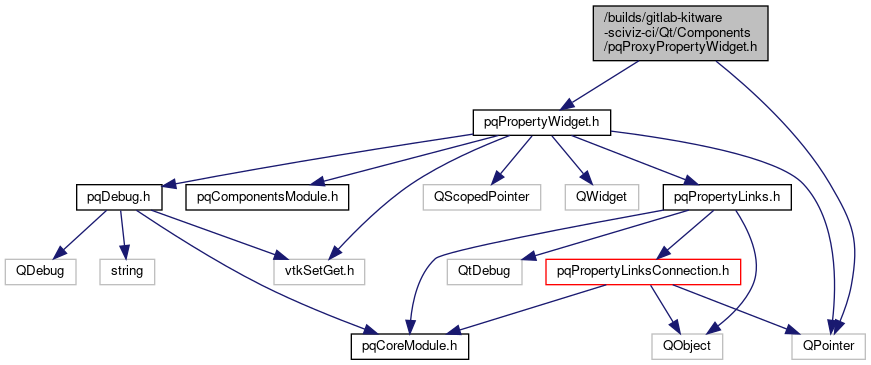 /builds/gitlab-kitware
-sciviz-ci/Qt/Components
/pqProxyPropertyWidget.h
pqPropertyWidget.h
pqDebug.h
pqComponentsModule.h
QScopedPointer
QWidget
pqPropertyLinks.h
QDebug
string
vtkSetGet.h
QtDebug
pqPropertyLinksConnection.h
pqCoreModule.h
QObject
QPointer